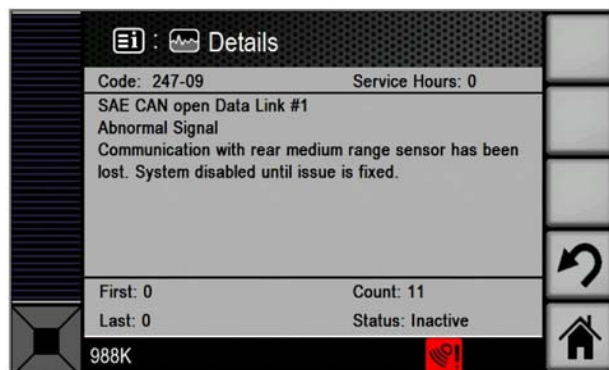 : Details
Code: 247-09 Service Hours: 0
SAE CAN open Data Link #1
Abnormal Signal
Communication with rear medium range sensor has been
lost. System disabled until issue is fixed.
First: 0 Count: 11
Last: 0 Status: Inactive
988K